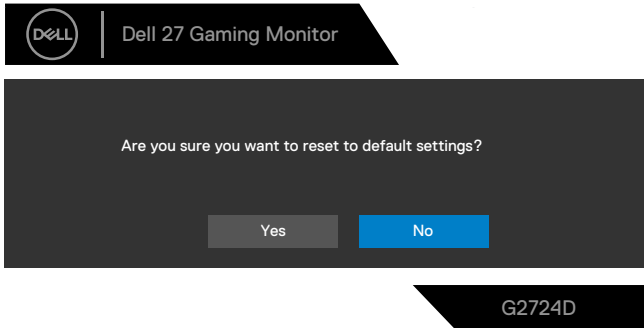 DELL
Dell 27 Gaming Monitor
Are you sure you want to reset to default settings?
Yes
No
G2724D